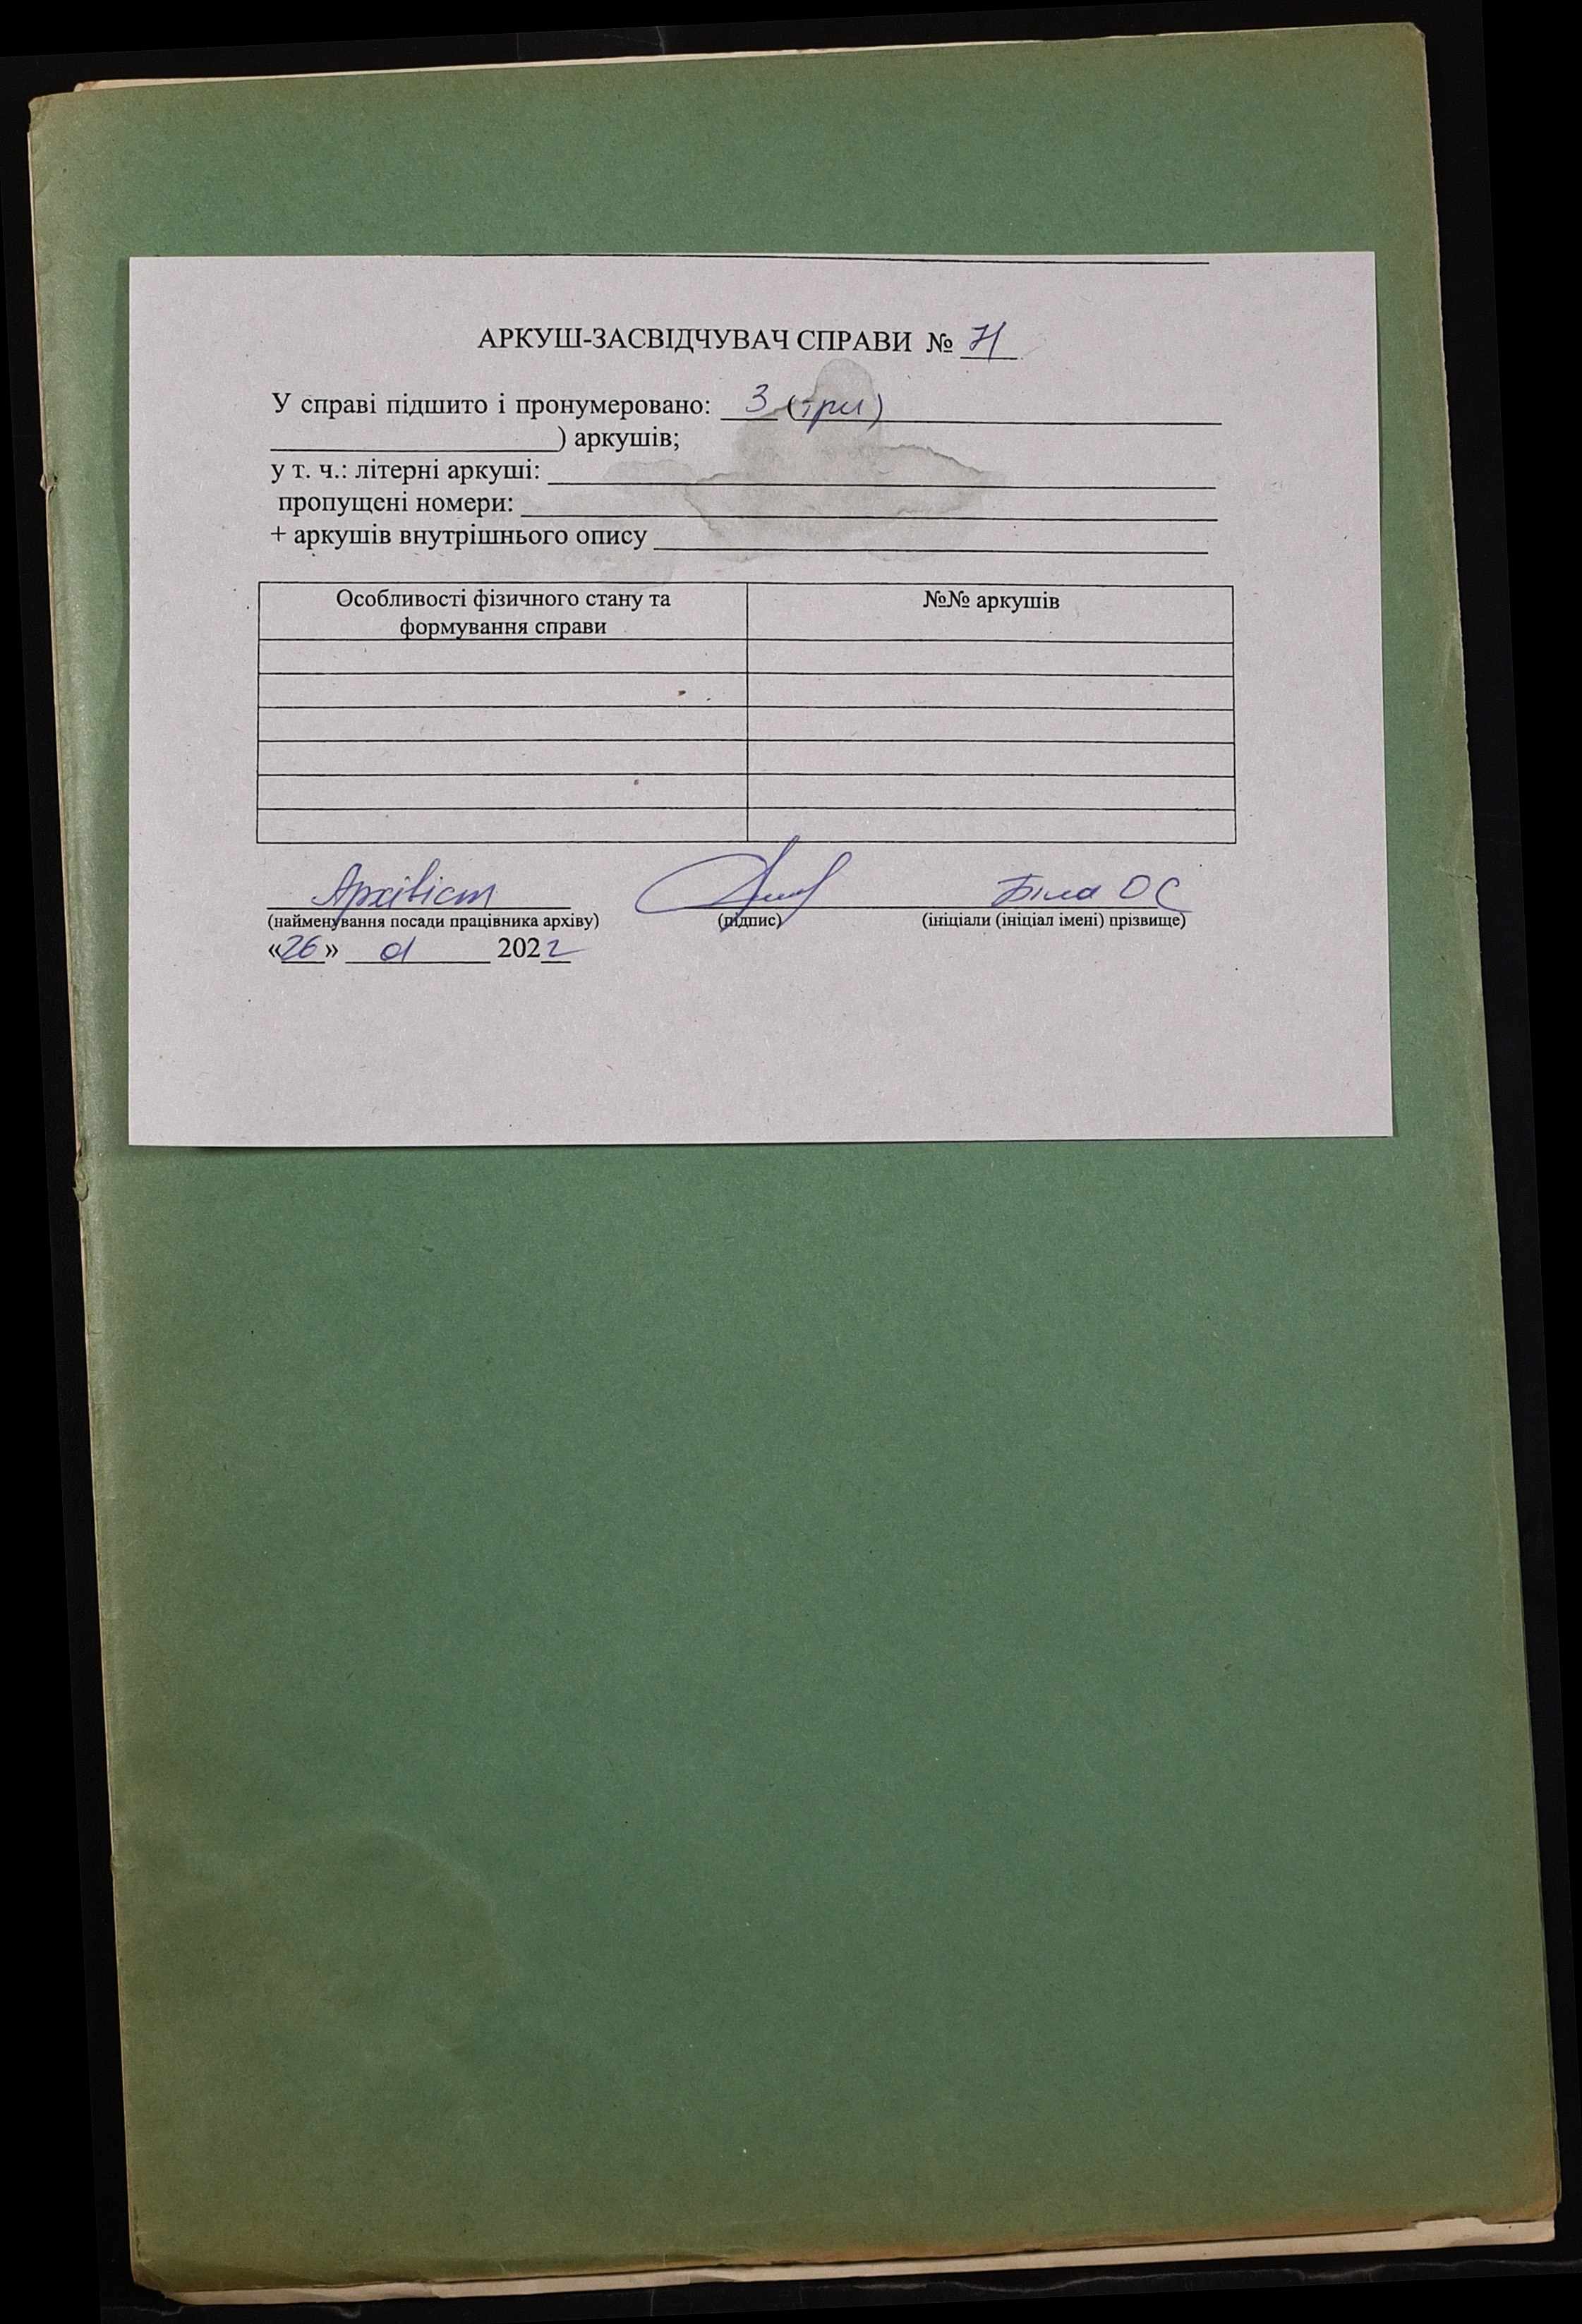 АРКУШ-ЗАСВІДЧУВАЧ СПРАВИ № 71
У справі підшито і пронумеровано: 3 (три)
) аркушів;
у т. ч.: літерні аркуші:
пропущені номери:
+ аркушів внутрішнього опису
Особливості фізичного стану та формування справи
№№ аркушів
Архівіст Біла О С
(найменування посади працівника архіву) (підпис) (ініціали (ініціал імені) прізвище)
«26» 2022